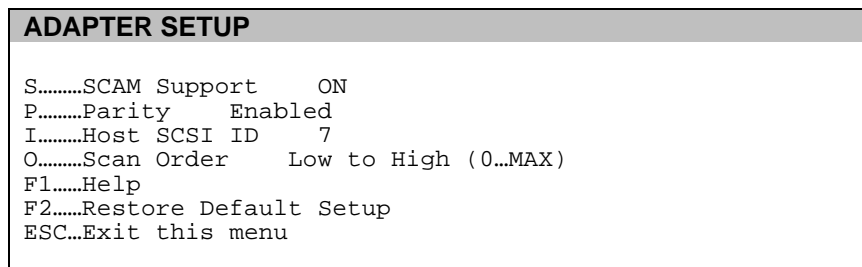 ADAPTER SETUP
S………SCAM Support    ON
P………Parity    Enabled
I………Host SCSI ID    7
O………Scan Order    Low to High (0…MAX)
F1……Help
F2……Restore Default Setup
ESC…Exit this menu